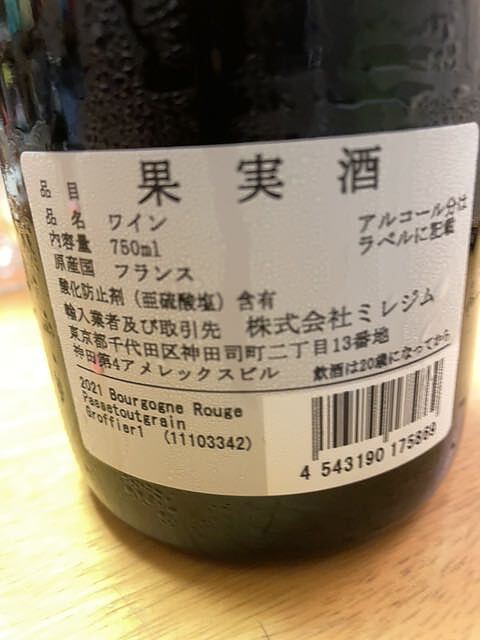 品目 果実酒
品名 ワイン
アルコール分は
内容量 750ml
ラベルに記載
原産国 フランス
酸化防止剤（亜硫酸塩）含有
輸入業者及び取引先 株式会社ミレジム
東京都千代田区神田司町二丁目13番地
神田第4アメレックスビル 飲酒は20歳になってから
2021 Bourgogne Rouge
Passetoutgrain
Groffier1 (11103342)
4 543190 175889